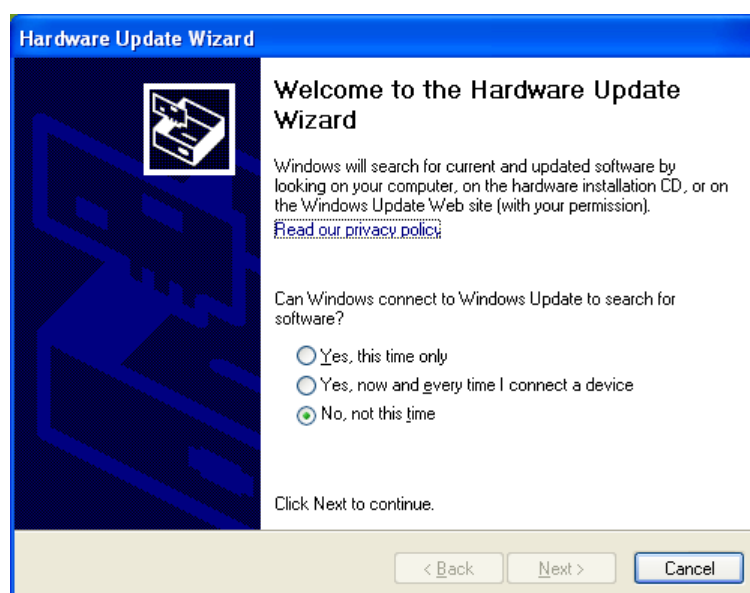 Hardware Update Wizard
Welcome to the Hardware Update
Wizard
Windows will search for current and updated software by
looking on your computer, on the hardware installation CD, or on
the Windows Update Web site (with your permission).
Read our privacy policy
Can Windows connect to Windows Update to search for
software?
Yes, this time only
Yes, now and every time I connect a device
No, not this time
Click Next to continue.
< Back
Next >
Cancel